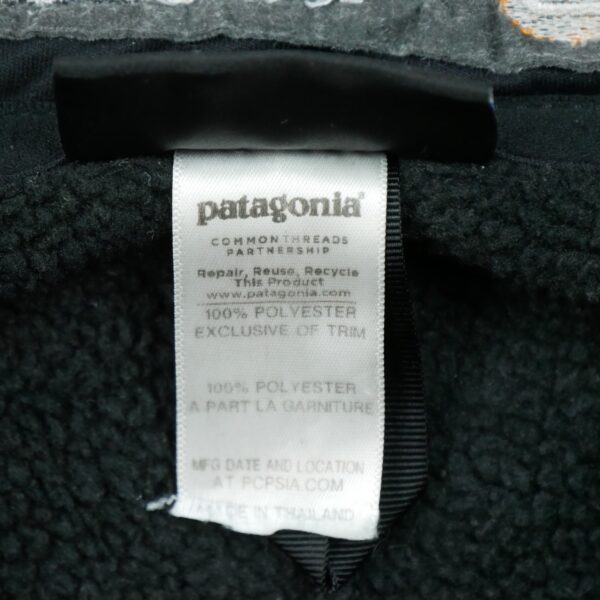 patagonia®
COMMON THREADS
PARTNERSHIP
Repair, Reuse, Recycle
This Product
www.patagonia.com
100% POLYESTER
EXCLUSIVE OF TRIM
100% POLYESTER
A PART LA GARNITURE
MFG DATE AND LOCATION
AT PCPSIA.COM
MADE IN THAILAND